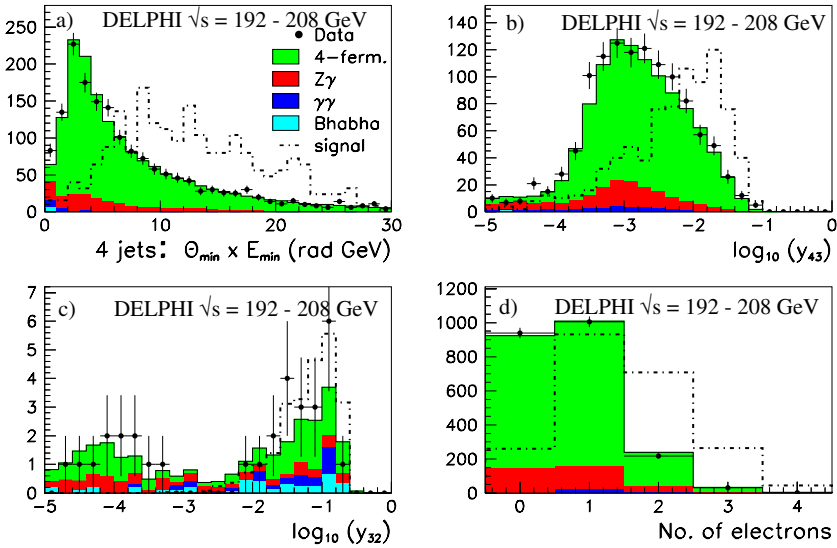 a) DELPHI √s = 192 - 208 GeV
Data
4-ferm.
Zγ
γγ
Bhabha
signal
250
200
150
100
50
0
0 10 20 30
4 jets: Θmin x Emin (rad GeV)
b) DELPHI √s = 192 - 208 GeV
140
120
100
80
60
40
20
0
−5 −4 −3 −2 −1 0
log10 (y43)
c) DELPHI √s = 192 - 208 GeV
7
6
5
4
3
2
1
0
−5 −4 −3 −2 −1 0
log10 (y32)
d) DELPHI √s = 192 - 208 GeV
1200
1000
800
600
400
200
0
0 1 2 3 4
No. of electrons